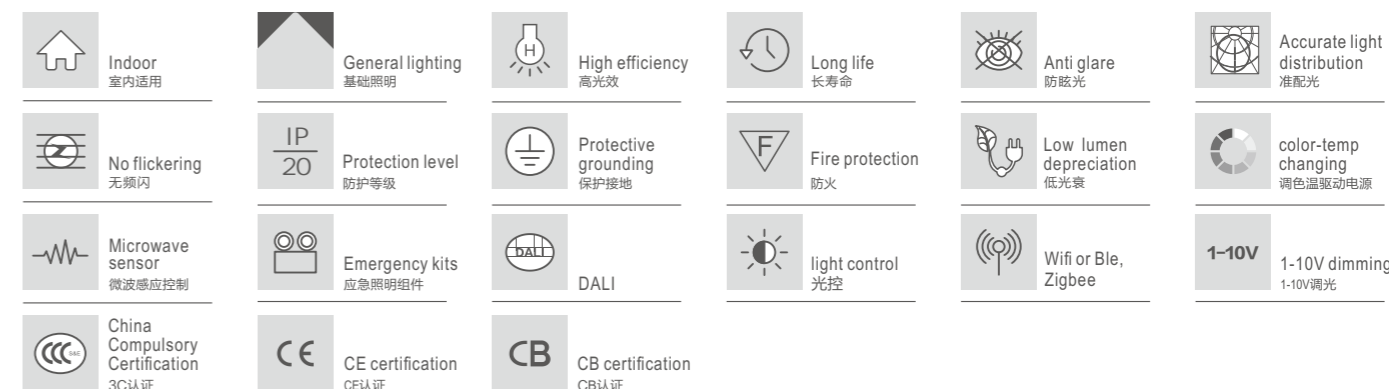 Indoor
室内适用
General lighting
基础照明
H
High efficiency
高光效
Long life
长寿命
Anti glare
防眩光
Accurate light
distribution
准配光
No flickering
无频闪
IP
20
Protection level
防护等级
Protective
grounding
保护接地
F
Fire protection
防火
Low lumen
depreciation
低光衰
color-temp
changing
调色温驱动电源
Microwave
sensor
微波感应控制
Emergency kits
应急照明组件
DALI
DALI
light control
光控
Wifi or Ble,
Zigbee
1-10V
1-10V dimming
1-10V调光
CCC S&E
China
Compulsory
Certification
3C认证
CE
CE certification
CE认证
CB
CB certification
CB认证